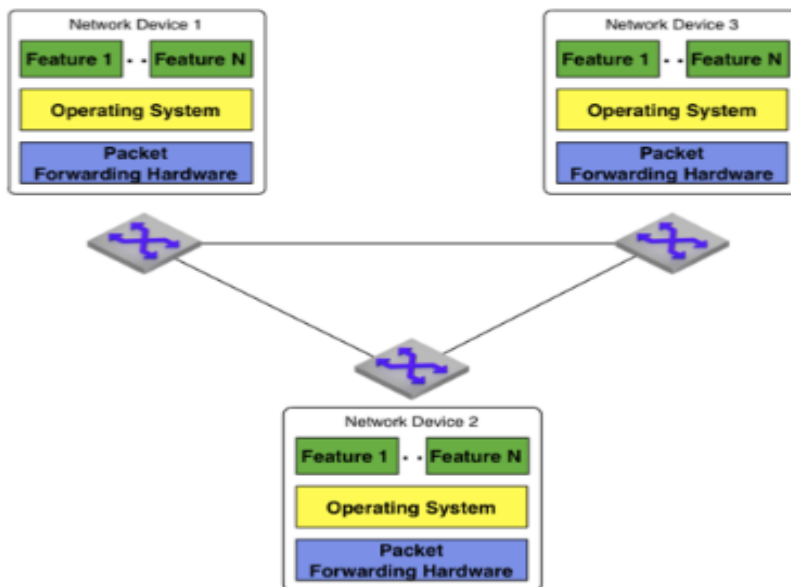 Network Device 1
Feature 1 . . Feature N
Operating System
Packet
Forwarding Hardware
Network Device 3
Feature 1 . . Feature N
Operating System
Packet
Forwarding Hardware
Network Device 2
Feature 1 . . Feature N
Operating System
Packet
Forwarding Hardware